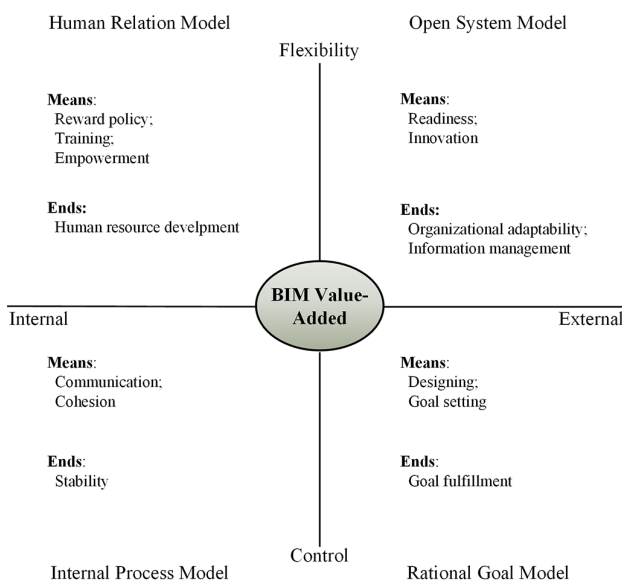 Human Relation Model
Open System Model
Flexibility
Means:
Reward policy;
Training;
Empowerment
Ends:
Human resource develpment
Means:
Readiness;
Innovation
Ends:
Organizational adaptability;
Information management
BIM Value-
Added
Internal
External
Means:
Communication;
Cohesion
Ends:
Stability
Means:
Designing;
Goal setting
Ends:
Goal fulfillment
Control
Internal Process Model
Rational Goal Model